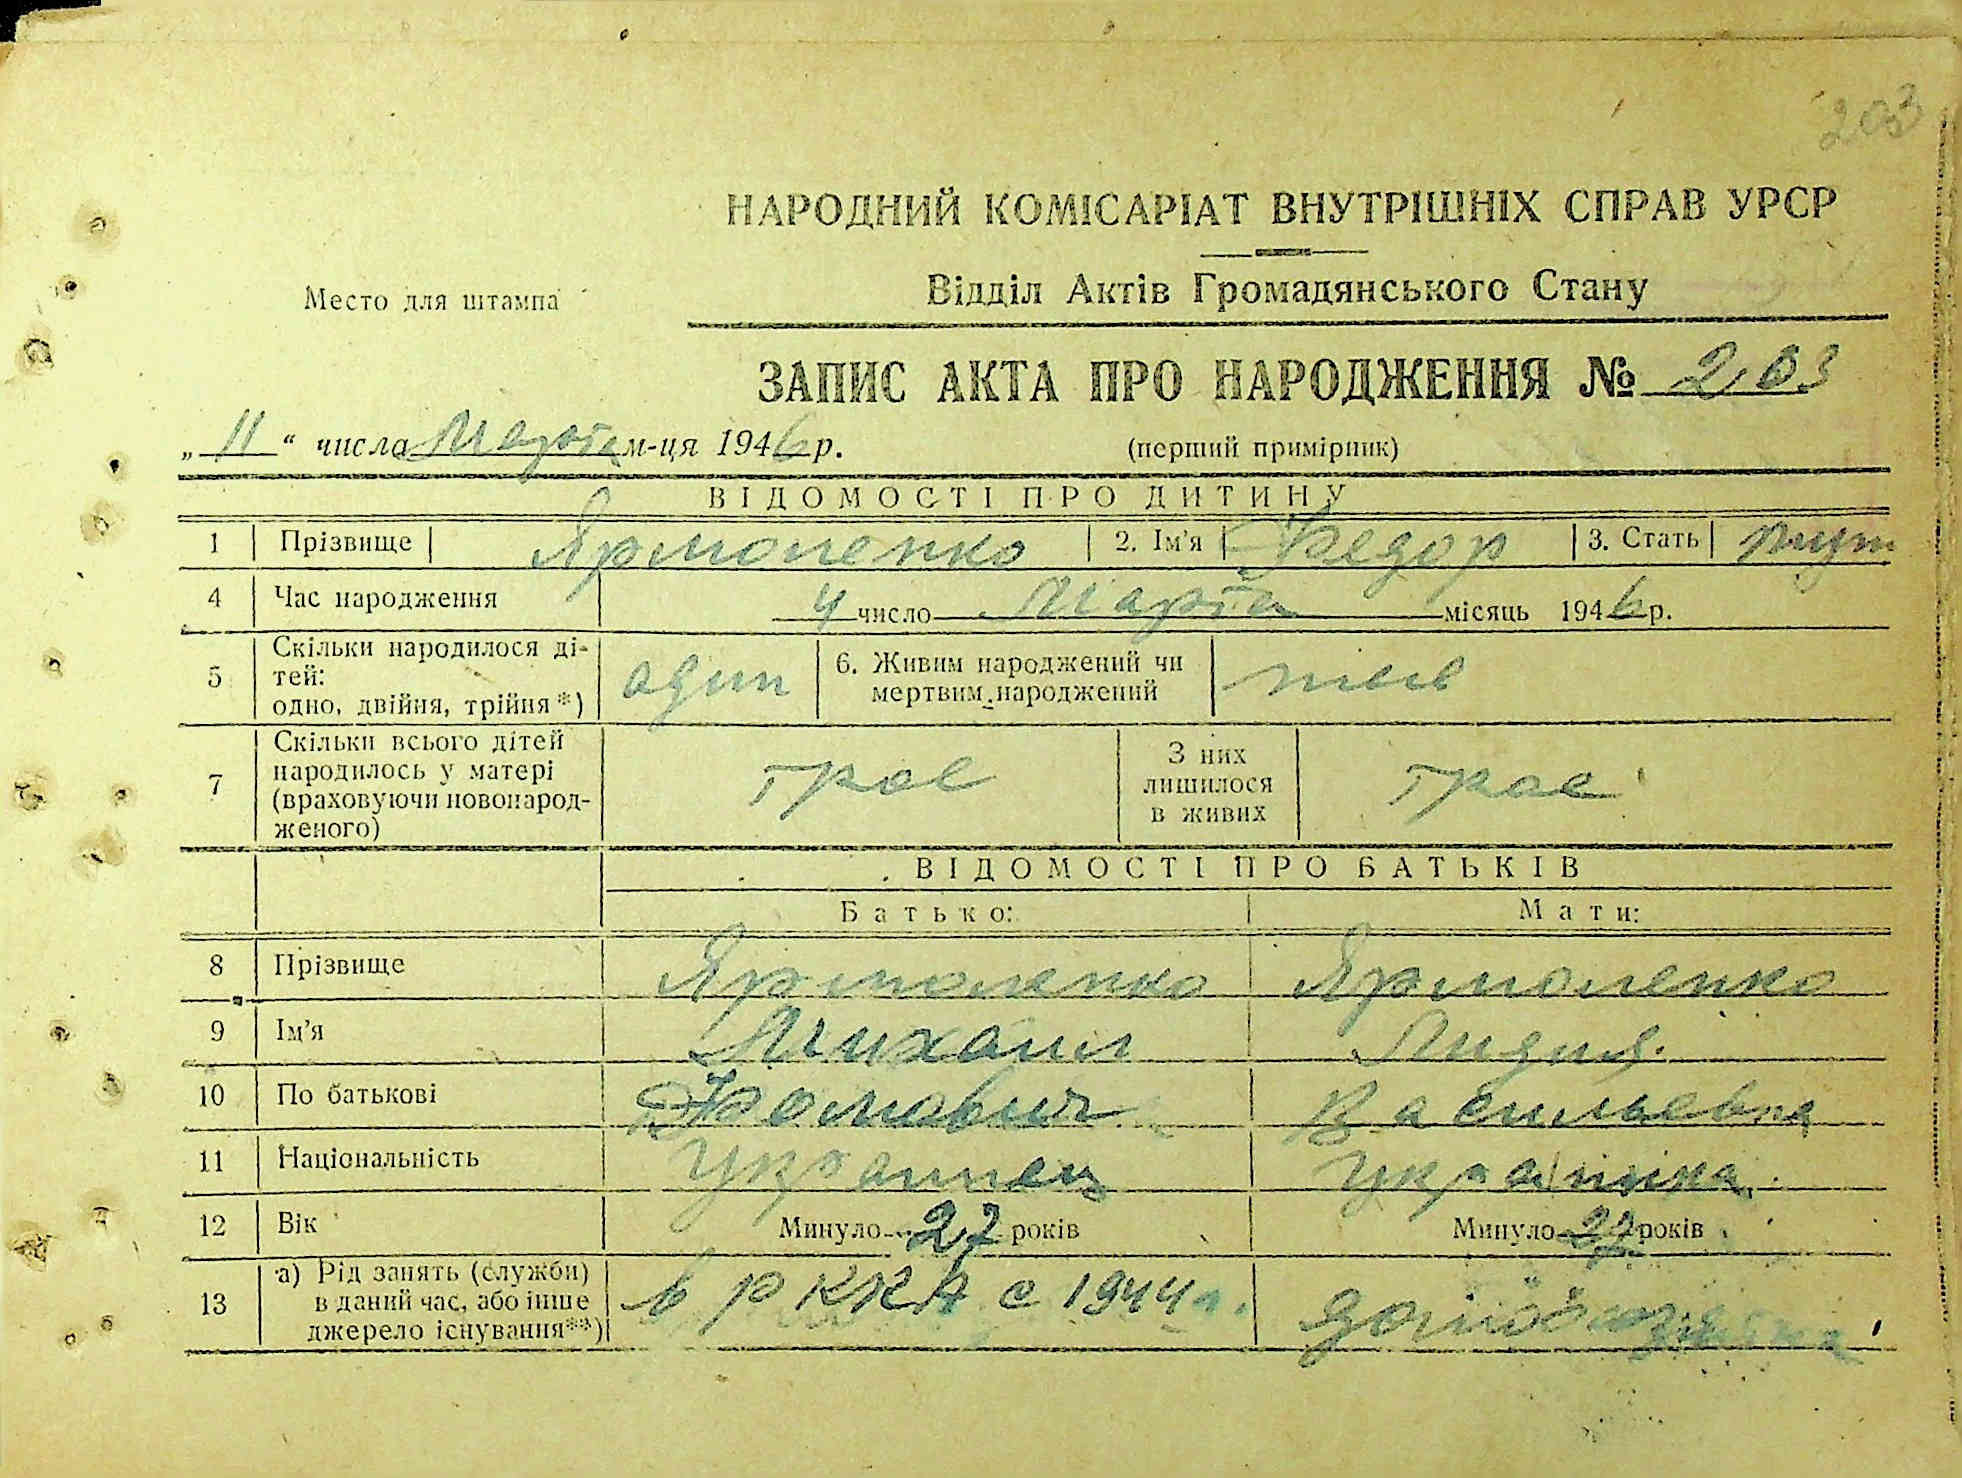 203
НАРОДНИЙ КОМІСАРІАТ ВНУТРІШНІХ СПРАВ УРСР
Место для штампа
Відділ Актів Громадянського Стану
ЗАПИС АКТА ПРО НАРОДЖЕННЯ № 203
„11“ числа Марта м-ця 1946 р. (перший примірник)
ВІДОМОСТІ ПРО ДИТИНУ
1 Прізвище Ярмоленко 2. Ім'я Федор 3. Стать муж
4 Час народження 4 число Марта місяць 1946 р.
5 Скільки народилося ді-
тей:
одно, двійня, трійня *) один
6. Живим народжений чи
мертвим народжений
7 Скільки всього дітей
народилось у матері
(враховуючи новонарод-
женого) трое
З них
лишилося
в живих трое
ВІДОМОСТІ ПРО БАТЬКІВ
Батько: Мати:
8 Прізвище Ярмоленко Ярмоленко
9 Ім'я Михаил Лидия.
10 По батькові Фомович Васильевна
11 Національність Украинец Украинка
12 Вік Минуло 27 років Минуло 27 років
13 а) Рід занять (служби)
в даний час, або інше
джерело існування**) в РККА с 1944 г. домохозяйка